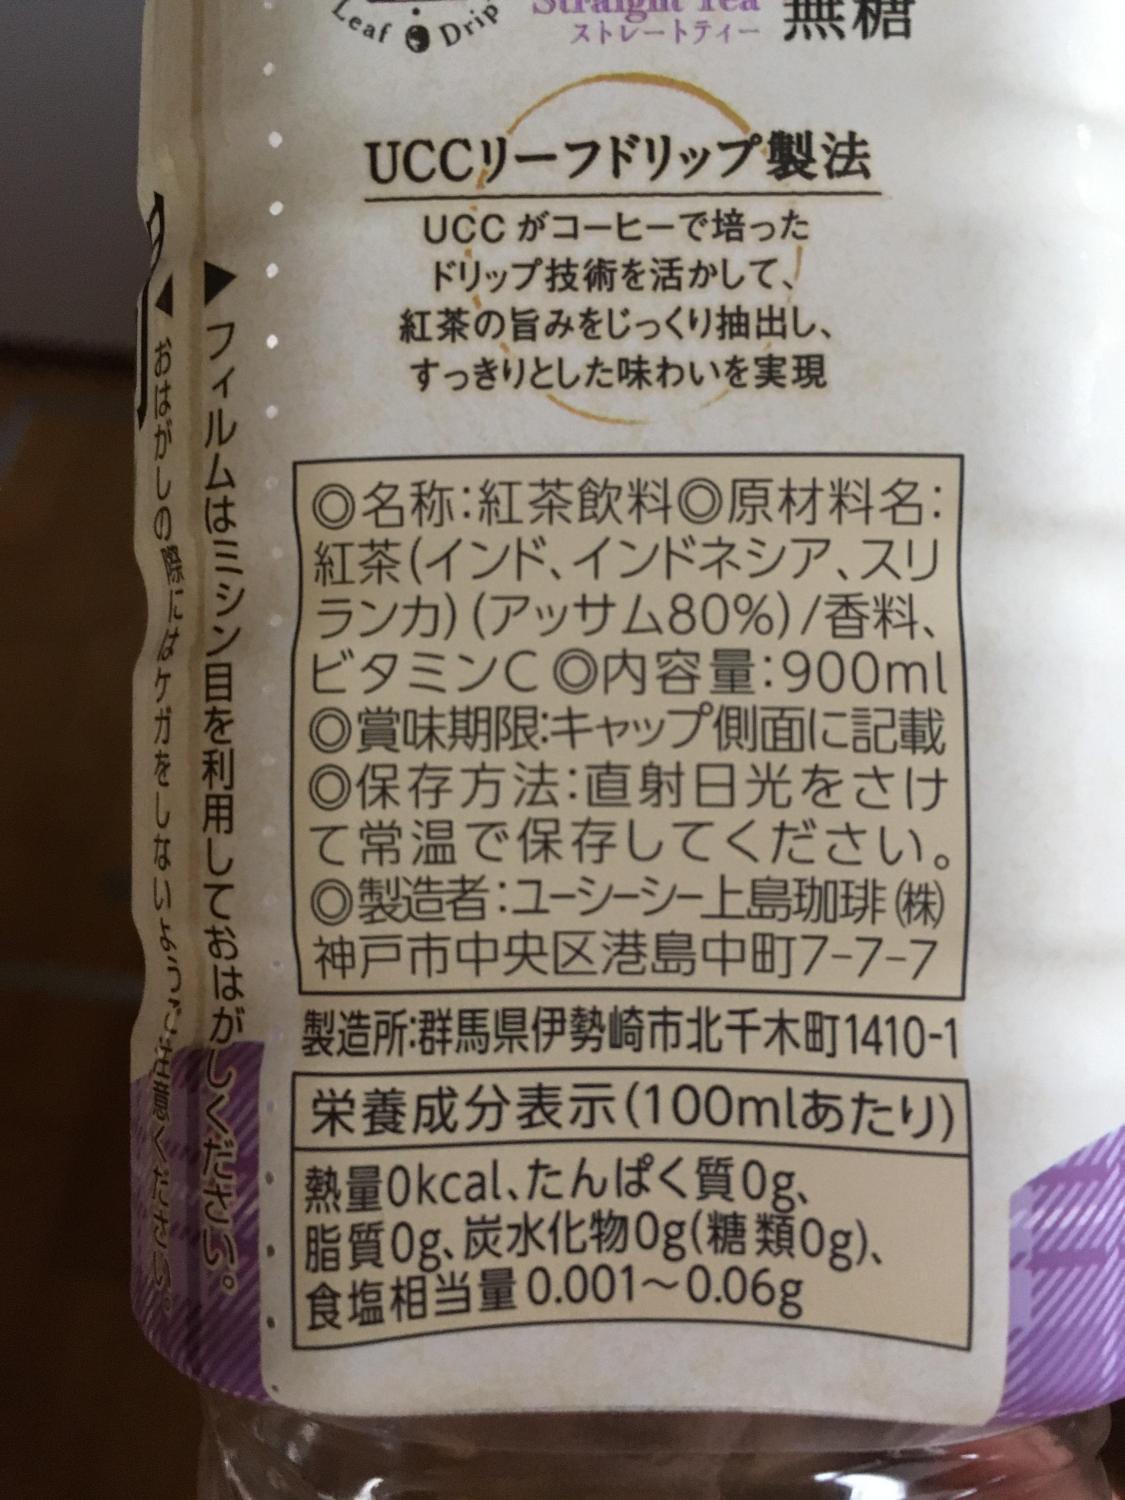 Leaf Drip
Straight Tea
ストレートティー
無糖
UCCリーフドリップ製法
UCCがコーヒーで培った
ドリップ技術を活かして、
紅茶の旨みをじっくり抽出し、
すっきりとした味わいを実現
◎名称:紅茶飲料◎原材料名:
紅茶(インド、インドネシア、スリ
ランカ)(アッサム80%)/香料、
ビタミンC ◎内容量:900ml
◎賞味期限:キャップ側面に記載
◎保存方法:直射日光をさけ
て常温で保存してください。
◎製造者:ユーシーシー上島珈琲(株)
神戸市中央区港島中町7-7-7
製造所:群馬県伊勢崎市北千木町1410-1
栄養成分表示(100mlあたり)
熱量0kcal、たんぱく質0g、
脂質0g、炭水化物0g(糖類0g)、
食塩相当量0.001〜0.06g
▶フィルムはミシン目を利用しておはがしください。
◀おはがしの際にはケガをしないようご注意ください。